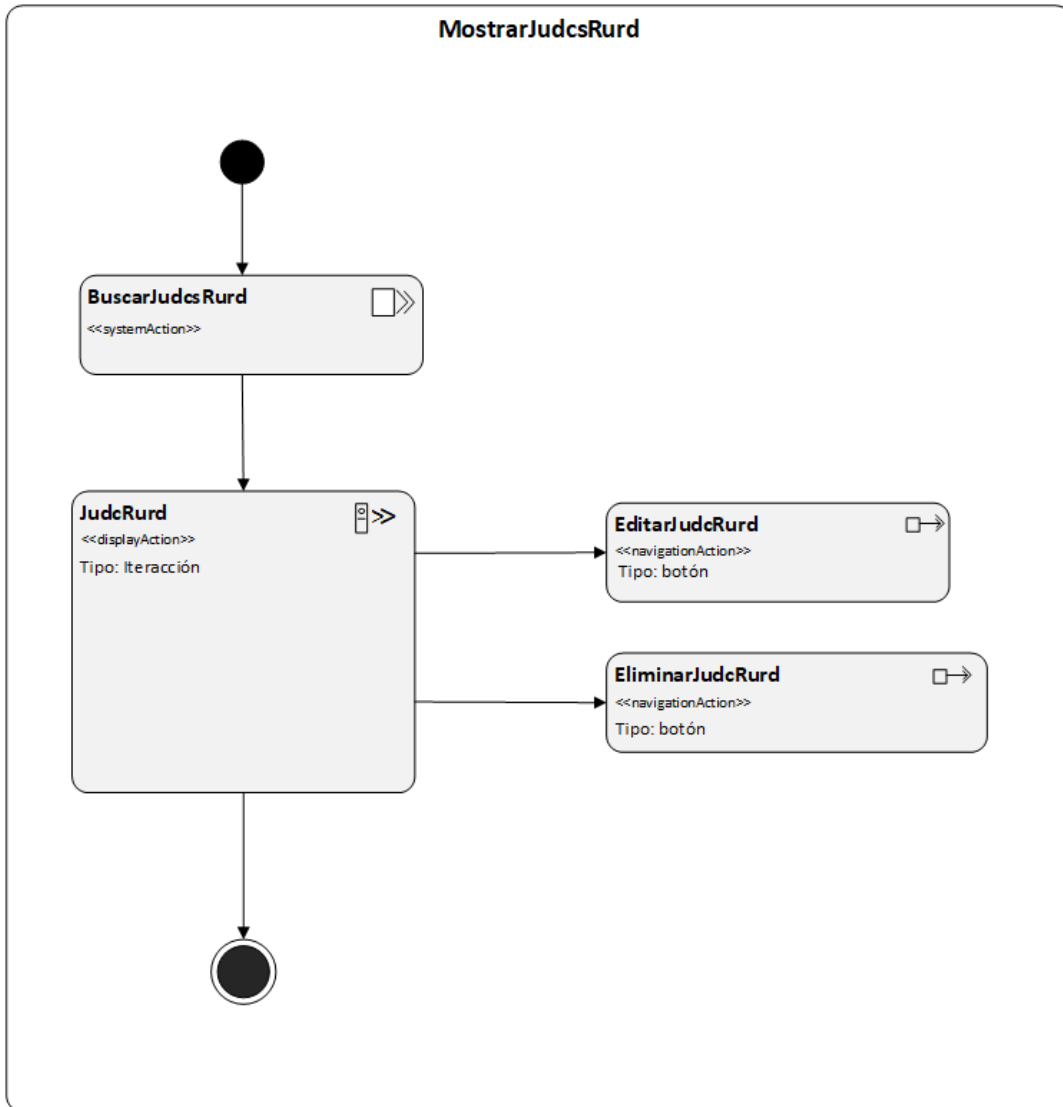 MostrarJudcsRurd
BuscarJudcsRurd
<<systemAction>>
JudcRurd
<<displayAction>>
Tipo: Iteracción
EditarJudcRurd
<<navigationAction>>
Tipo: botón
EliminarJudcRurd
<<navigationAction>>
Tipo: botón